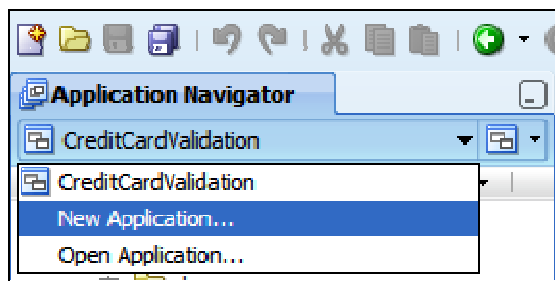 Application Navigator
CreditCardValidation
CreditCardValidation
New Application...
Open Application...